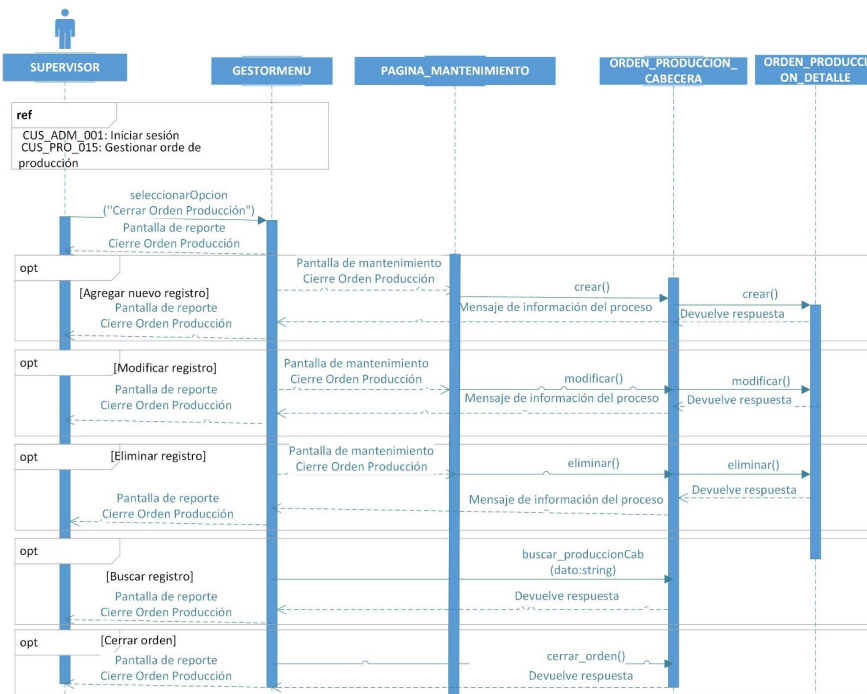 SUPERVISOR
GESTORMENU
PAGINA_MANTENIMIENTO
ORDEN_PRODUCCION_
CABECERA
ORDEN_PRODUCCI
ON_DETALLE
ref
CUS_ADM_001: Iniciar sesión
CUS_PRO_015: Gestionar orde de
producción
seleccionarOpcion
("Cerrar Orden Producción")
Pantalla de reporte
Cierre Orden Producción
opt
[Agregar nuevo registro]
Pantalla de mantenimiento
Cierre Orden Producción
crear()
crear()
Mensaje de información del proceso
Devuelve respuesta
Pantalla de reporte
Cierre Orden Producción
opt
[Modificar registro]
Pantalla de mantenimiento
Cierre Orden Producción
modificar()
modificar()
Mensaje de información del proceso
Devuelve respuesta
Pantalla de reporte
Cierre Orden Producción
opt
[Eliminar registro]
Pantalla de mantenimiento
Cierre Orden Producción
eliminar()
eliminar()
Mensaje de información del proceso
Devuelve respuesta
Pantalla de reporte
Cierre Orden Producción
opt
[Buscar registro]
buscar_produccionCab
(dato:string)
Devuelve respuesta
Pantalla de reporte
Cierre Orden Producción
opt
[Cerrar orden]
cerrar_orden()
Devuelve respuesta
Pantalla de reporte
Cierre Orden Producción